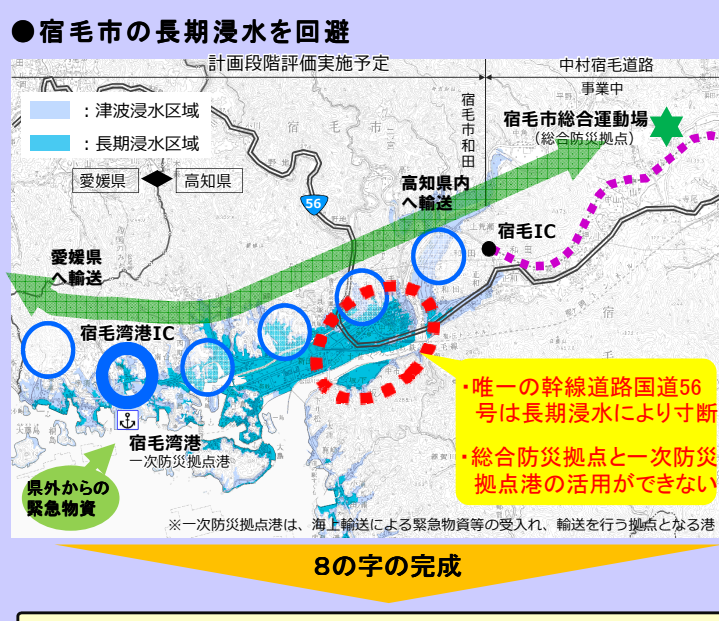 ●宿毛市の長期浸水を回避
計画段階評価実施予定
中村宿毛道路
事業中
：津波浸水区域
：長期浸水区域
宿毛市和田
宿毛市総合運動場
（総合防災拠点）
愛媛県
高知県
56
高知県内
へ輸送
宿毛IC
愛媛県
へ輸送
宿毛湾港IC
・唯一の幹線道路国道56
号は長期浸水により寸断
・総合防災拠点と一次防災
拠点港の活用ができない
宿毛湾港
一次防災拠点港
県外からの
緊急物資
※一次防災拠点港は、海上輸送による緊急物資等の受入れ、輸送を行う拠点となる港
8の字の完成